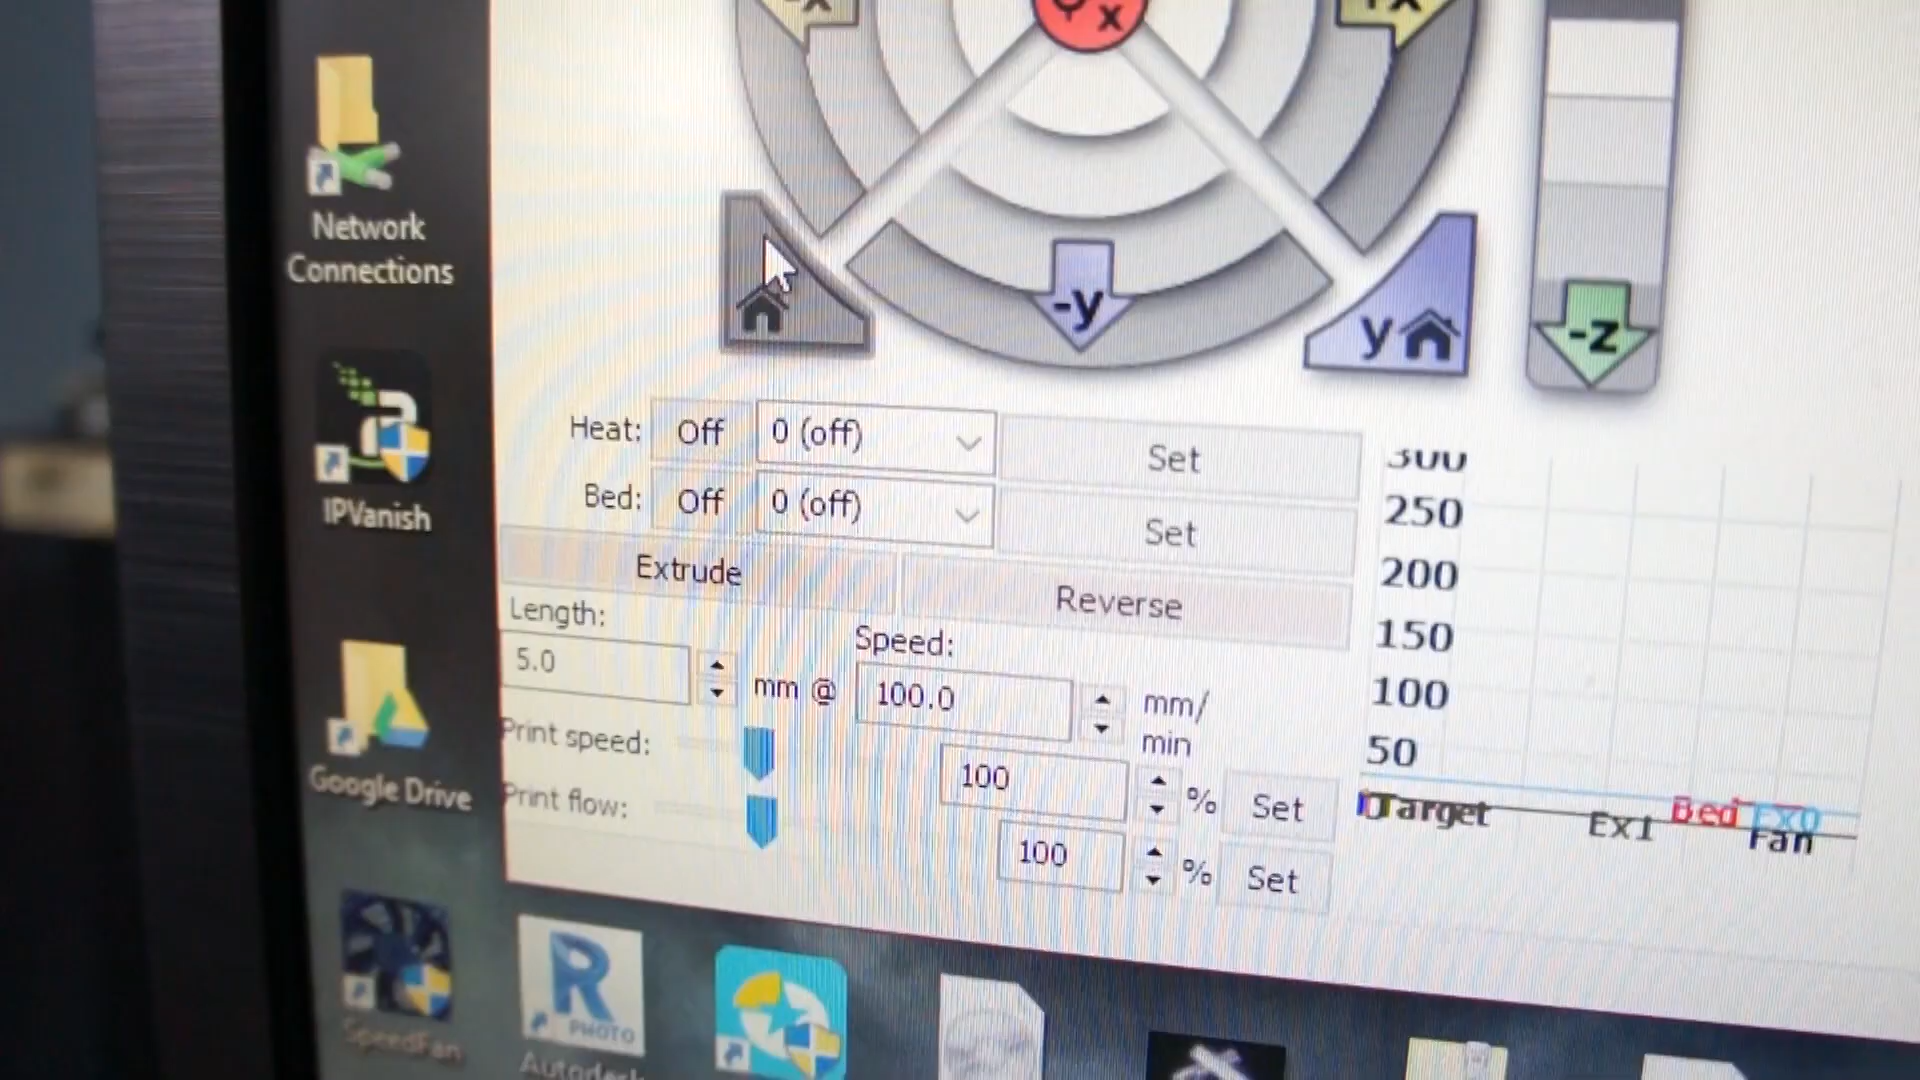 -X
+X
X
Network
Connections
-y
y
-z
Heat:
Off
0 (off)
Set
Bed:
Off
0 (off)
Set
Extrude
Reverse
Length:
5.0
mm @
Speed:
100.0
mm/
min
Print speed:
100
%
Set
Print flow:
100
%
Set
300
250
200
150
100
50
Target
Ex1
Bed
Ex0
Fan
IPVanish
Google Drive
SpeedFan
R
PHOTO